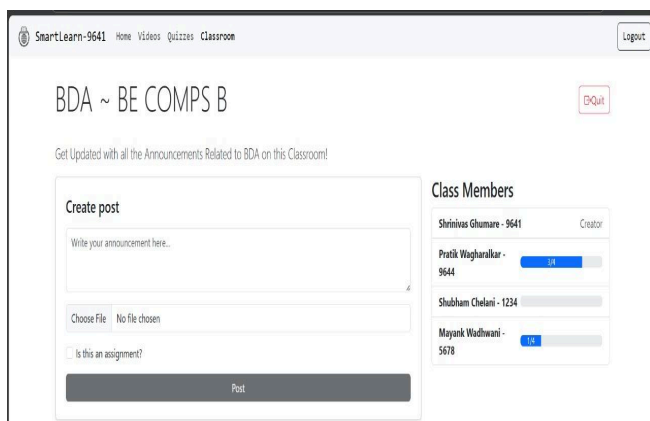 SmartLearn-9641 Home Videos Quizzes Classroom Logout
BDA ~ BE COMPS B
Quit
Get Updated with all the Announcements Related to BDA on this Classroom!
Create post
Write your announcement here...
Choose File No file chosen
Is this an assignment?
Post
Class Members
Shrinivas Ghumare - 9641 Creator
Pratik Wagharalkar -
9644
3/4
Shubham Chelani - 1234
Mayank Wadhwani -
5678
1/4